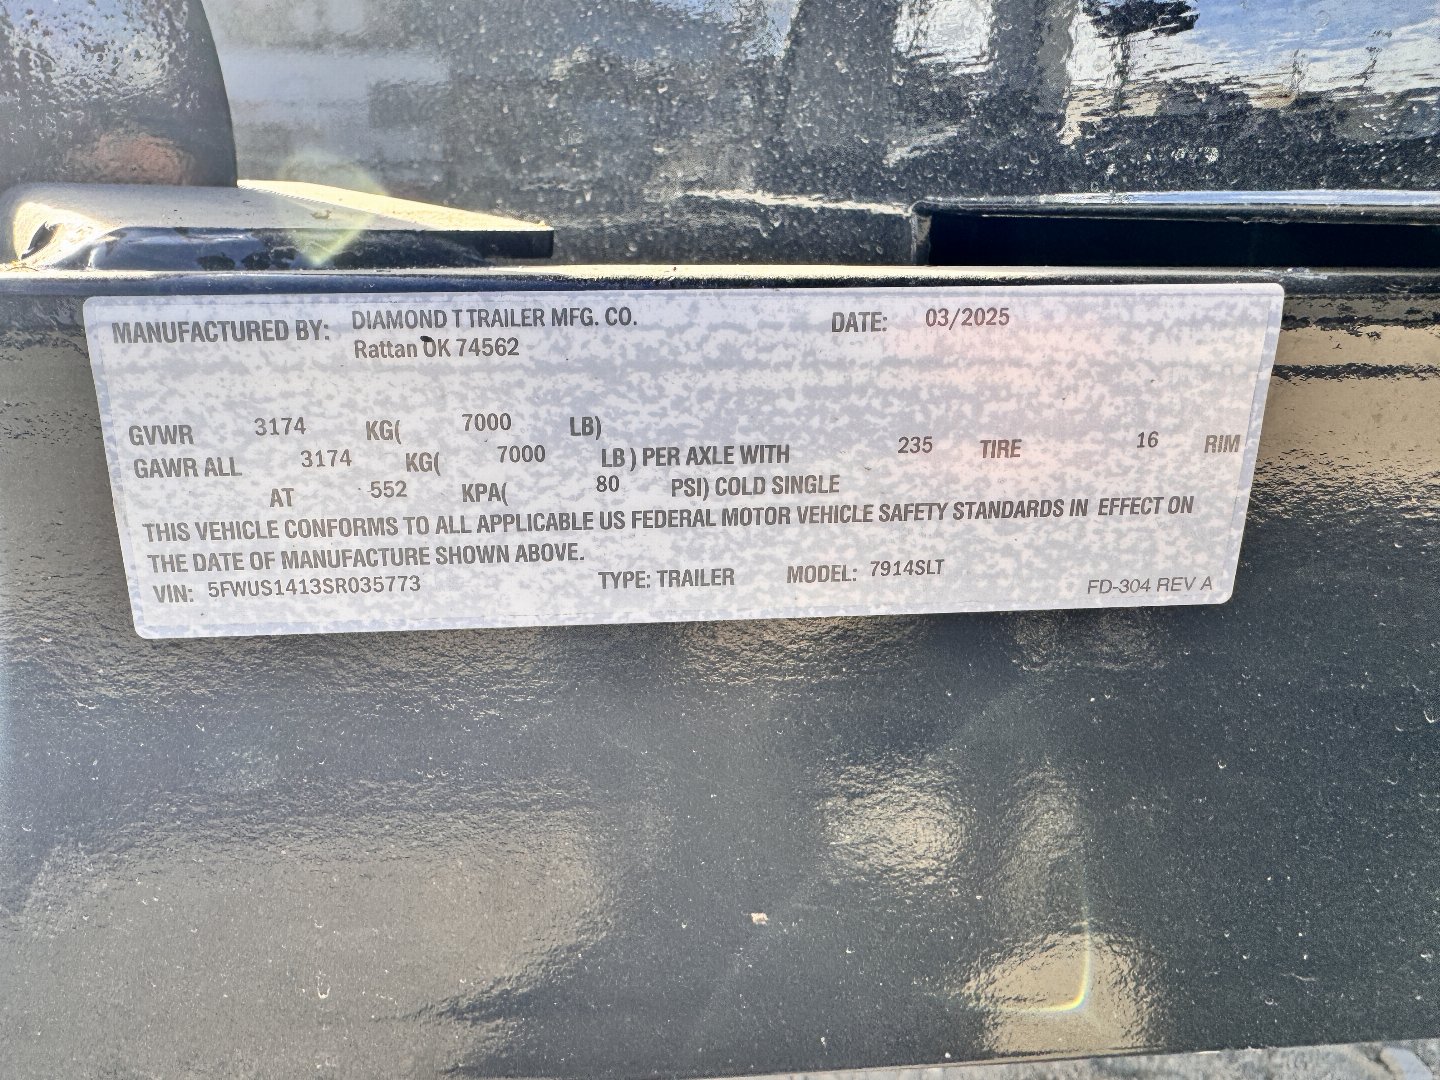 MANUFACTURED BY: DIAMOND T TRAILER MFG. CO. DATE: 03/2025
Rattan OK 74562
GVWR 3174 KG( 7000 LB)
GAWR ALL 3174 KG( 7000 LB ) PER AXLE WITH 235 TIRE 16 RIM
AT 552 KPA( 80 PSI) COLD SINGLE
THIS VEHICLE CONFORMS TO ALL APPLICABLE US FEDERAL MOTOR VEHICLE SAFETY STANDARDS IN EFFECT ON
THE DATE OF MANUFACTURE SHOWN ABOVE.
VIN: 5FWUS1413SR035773 TYPE: TRAILER MODEL: 7914SLT
FD-304 REV A